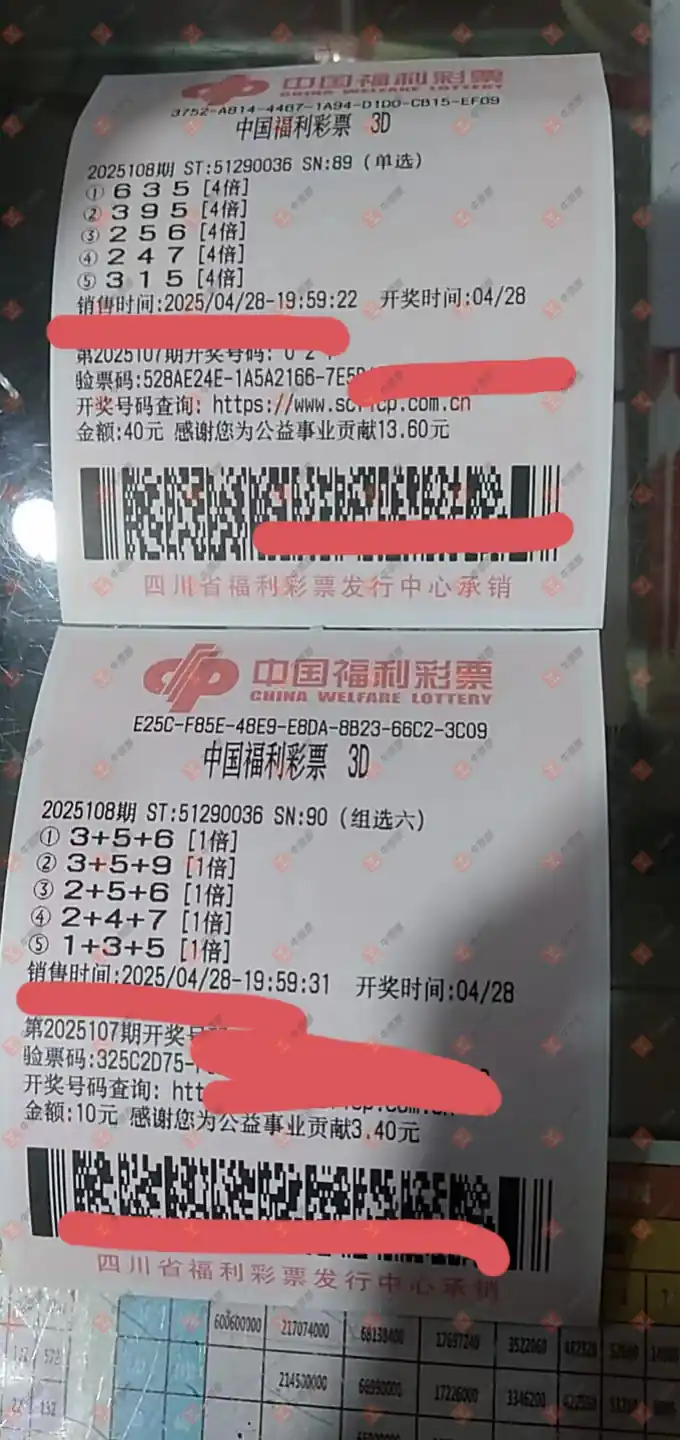 中国福利彩票
CHINA WELFARE LOTTERY
3752-A814-4467-1A94-D1D0-CB15-EF09
中国福利彩票 3D
2025108期 ST:51290036 SN:89 (单选)
① 6 3 5 [4倍]
② 3 9 5 [4倍]
③ 2 5 6 [4倍]
④ 2 4 7 [4倍]
⑤ 3 1 5 [4倍]
销售时间:2025/04/28-19:59:22 开奖时间:04/28
第2025107期开奖号码: 0 2
验票码:528AE24E-1A5A2166-7E5
开奖号码查询: https://www.scflcp.com.cn
金额:40元 感谢您为公益事业贡献13.60元
四川省福利彩票发行中心承销
中国福利彩票
CHINA WELFARE LOTTERY
E25C-F85E-48E9-E8DA-8B23-66C2-3C09
中国福利彩票 3D
2025108期 ST:51290036 SN:90 (组选六)
① 3+5+6 [1倍]
② 3+5+9 [1倍]
③ 2+5+6 [1倍]
④ 2+4+7 [1倍]
⑤ 1+3+5 [1倍]
销售时间:2025/04/28-19:59:31 开奖时间:04/28
第2025107期开奖
验票码:325C2D75-
开奖号码查询: htt
金额:10元 感谢您为公益事业贡献3.40元
四川省福利彩票发行中心承销
600600000 217074000 68138400 17697240 3522060
214500000 66990000 17226000 3346200